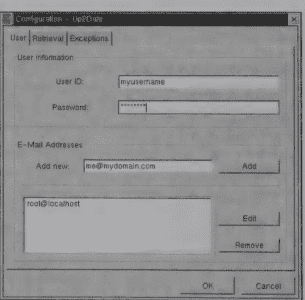 Configuration - Up2Date
User Retrieval Exceptions
User Information
User ID: myusername
Password: *******
E-Mail Addresses
Add new: me@mydomain.com Add
root@localhost
Edit
Remove
OK Cancel